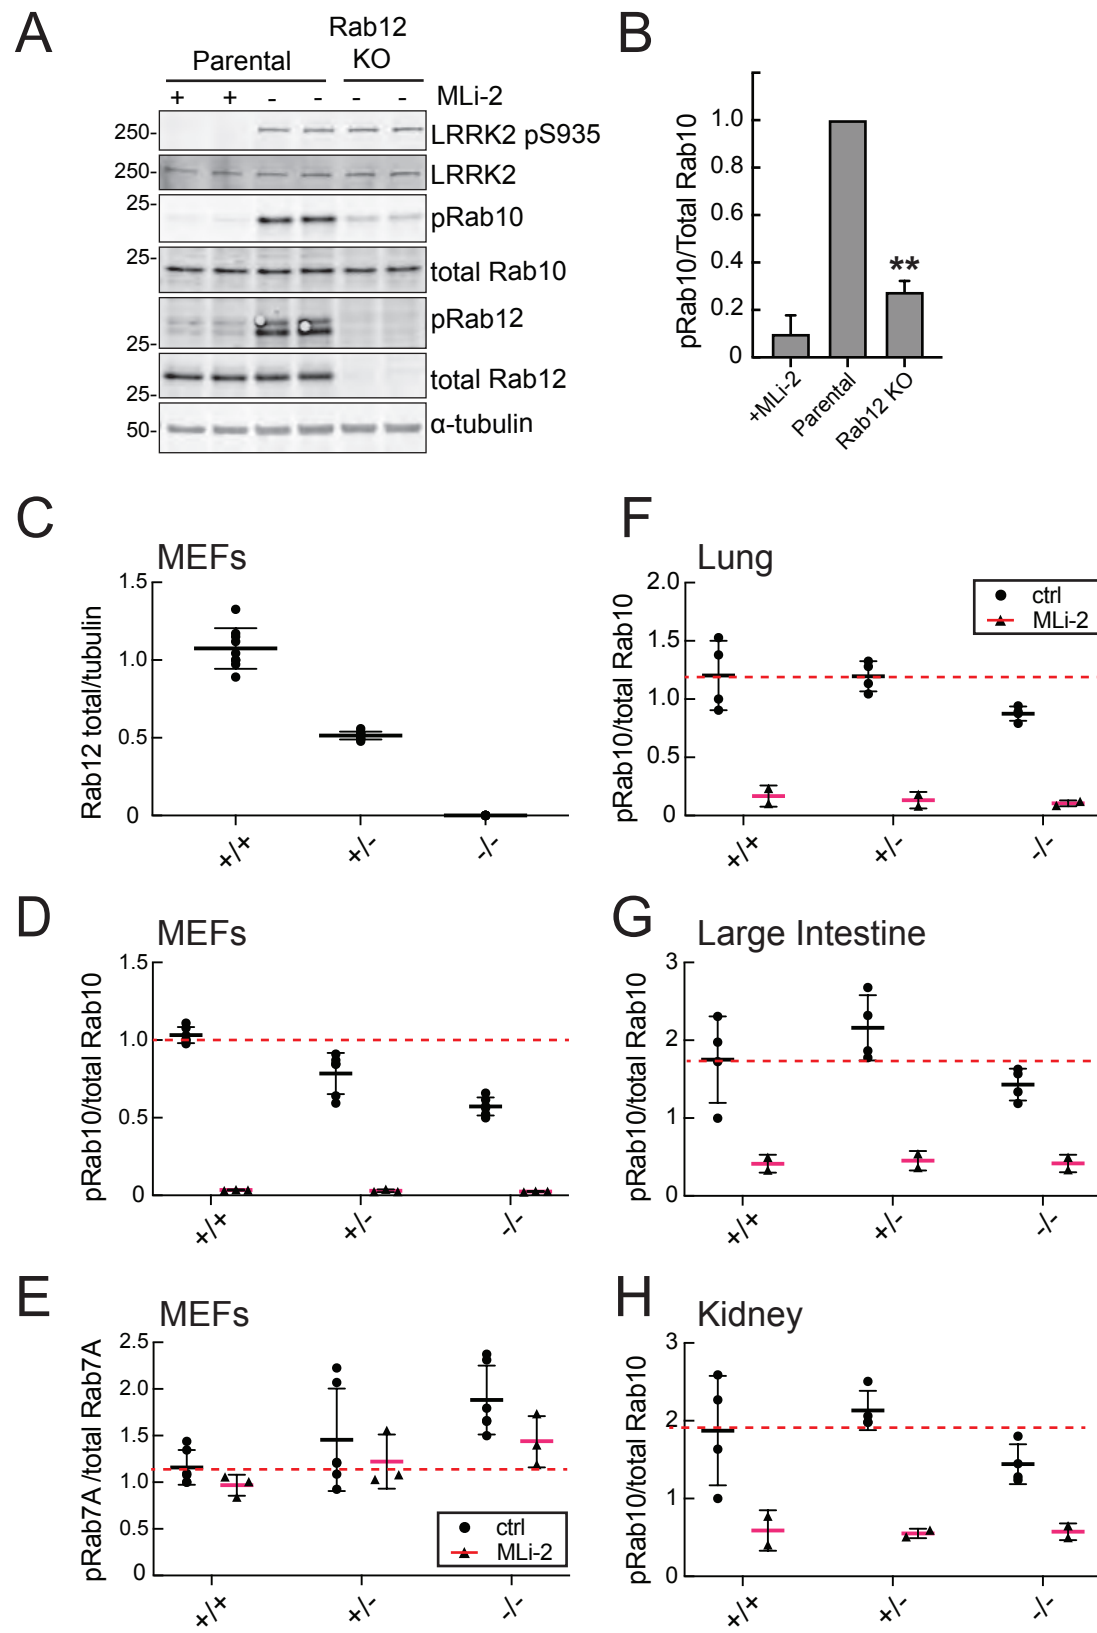 A
Rab12
KO
Parental
+ + - - - - MLi-2
250- LRRK2 pS935
250- LRRK2
25- pRab10
25- total Rab10
25- pRab12
25- total Rab12
50- α-tubulin
B
pRab10/Total Rab10
1.0
0.8
0.6
0.4
0.2
0
**
+MLi-2
Parental
Rab12 KO
C
MEFs
Rab12 total/tubulin
1.5
1.0
0.5
0
+/+
+/-
-/-
D
MEFs
pRab10/total Rab10
1.5
1.0
0.5
0
+/+
+/-
-/-
E
MEFs
pRab7A /total Rab7A
2.5
2.0
1.5
1.0
0.5
0
ctrl
MLi-2
+/+
+/-
-/-
F
Lung
pRab10/total Rab10
2.0
1.5
1.0
0.5
0
ctrl
MLi-2
+/+
+/-
-/-
G
Large Intestine
pRab10/total Rab10
3
2
1
0
+/+
+/-
-/-
H
Kidney
pRab10/total Rab10
3
2
1
0
+/+
+/-
-/-